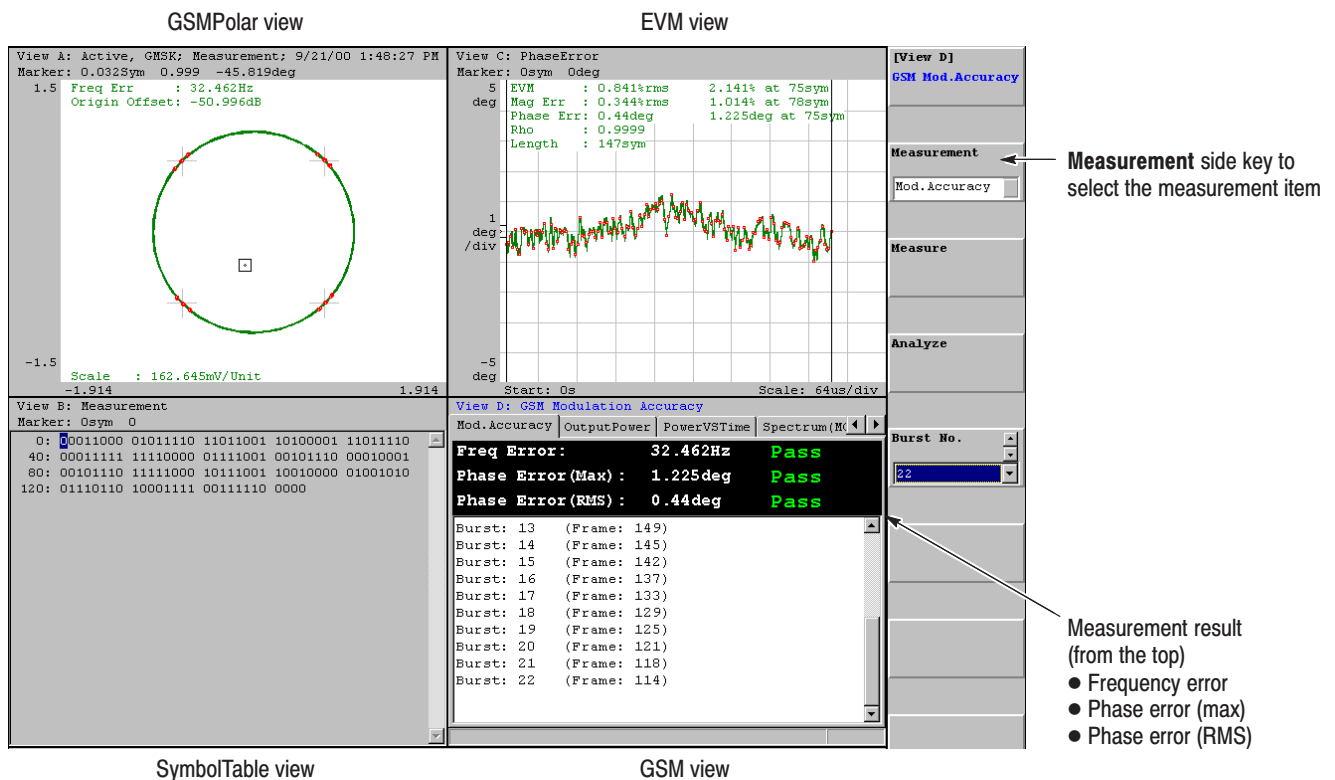 GSMPolar view
EVM view
View A: Active, GMSK; Measurement; 9/21/00 1:48:27 PM
Marker: 0.032Sym 0.999 -45.819deg
1.5
Freq Err : 32.462Hz
Origin Offset: -50.996dB
-1.5
Scale : 162.645mV/Unit
-1.914
1.914
View C: PhaseError
Marker: 0sym 0deg
5
deg
EVM : 0.841%rms 2.141% at 75sym
Mag Err : 0.344%rms 1.014% at 78sym
Phase Err: 0.44deg 1.225deg at 75sym
Rho : 0.9999
Length : 147sym
1
deg
/div
-5
deg
Start: 0s
Scale: 64us/div
[View D]
GSM Mod.Accuracy
Measurement
Mod.Accuracy
Measure
Analyze
Burst No.
22
Measurement side key to
select the measurement item
View B: Measurement
Marker: 0sym 0
0: 00011000 01011110 11011001 10100001 11011110
40: 00011111 11110000 01111001 00101110 00010001
80: 00101110 11111000 10111001 10010000 01001010
120: 01110110 10001111 00111110 0000
View D: GSM Modulation Accuracy
Mod.Accuracy OutputPower PowerVSTime Spectrum(MO
Freq Error: 32.462Hz Pass
Phase Error(Max): 1.225deg Pass
Phase Error(RMS): 0.44deg Pass
Burst: 13 (Frame: 149)
Burst: 14 (Frame: 145)
Burst: 15 (Frame: 142)
Burst: 16 (Frame: 137)
Burst: 17 (Frame: 133)
Burst: 18 (Frame: 129)
Burst: 19 (Frame: 125)
Burst: 20 (Frame: 121)
Burst: 21 (Frame: 118)
Burst: 22 (Frame: 114)
Measurement result
(from the top)
● Frequency error
● Phase error (max)
● Phase error (RMS)
SymbolTable view
GSM view